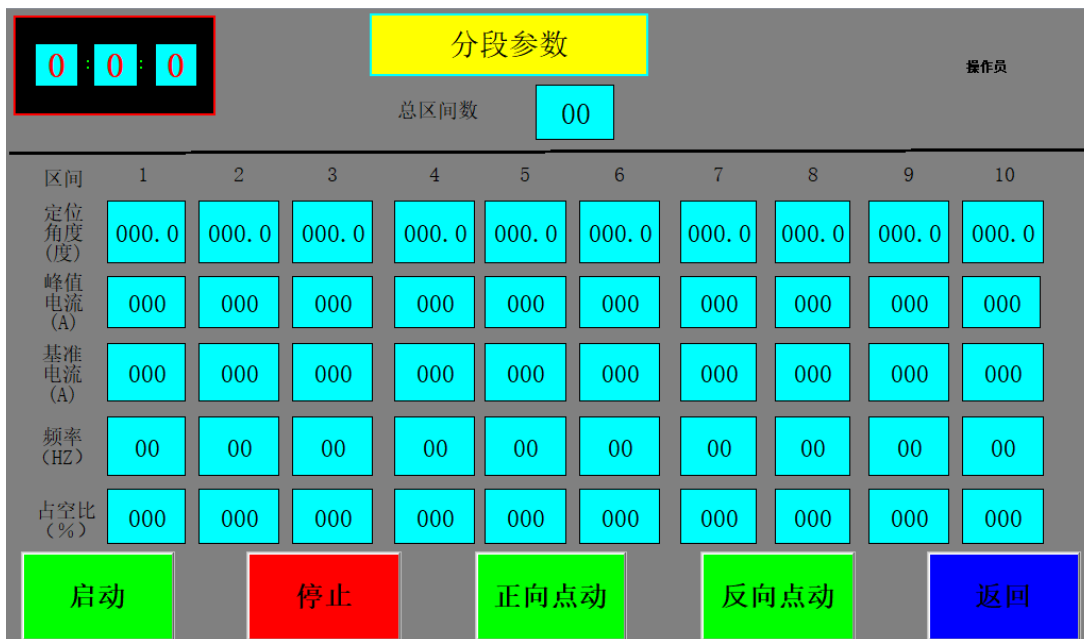 分段参数
0 : 0 : 0
操作员
总区间数 00
区间 1 2 3 4 5 6 7 8 9 10
定位
角度
(度)
000.0 000.0 000.0 000.0 000.0 000.0 000.0 000.0 000.0 000.0
峰值
电流
(A)
000 000 000 000 000 000 000 000 000 000
基准
电流
(A)
000 000 000 000 000 000 000 000 000 000
频率
(HZ)
00 00 00 00 00 00 00 00 00 00
占空比
(%)
000 000 000 000 000 000 000 000 000 000
启动 停止 正向点动 反向点动 返回